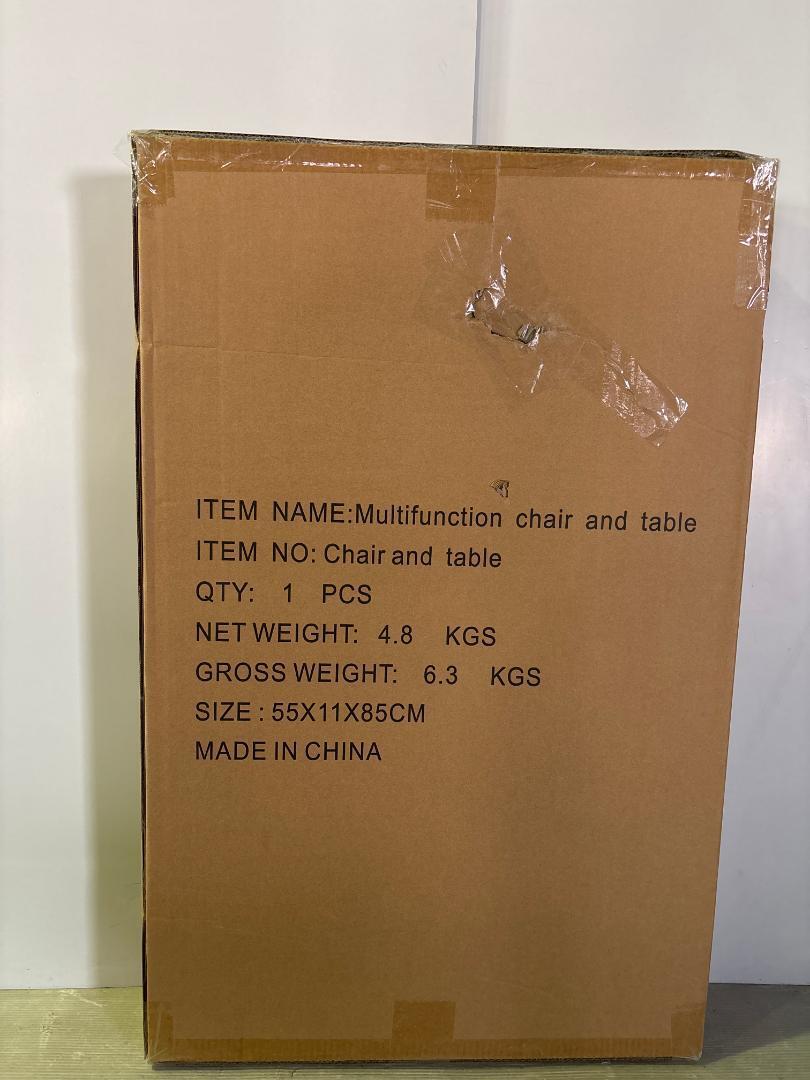 ITEM NAME:Multifunction chair and table
ITEM NO: Chair and table
QTY: 1 PCS
NET WEIGHT: 4.8 KGS
GROSS WEIGHT: 6.3 KGS
SIZE : 55X11X85CM
MADE IN CHINA